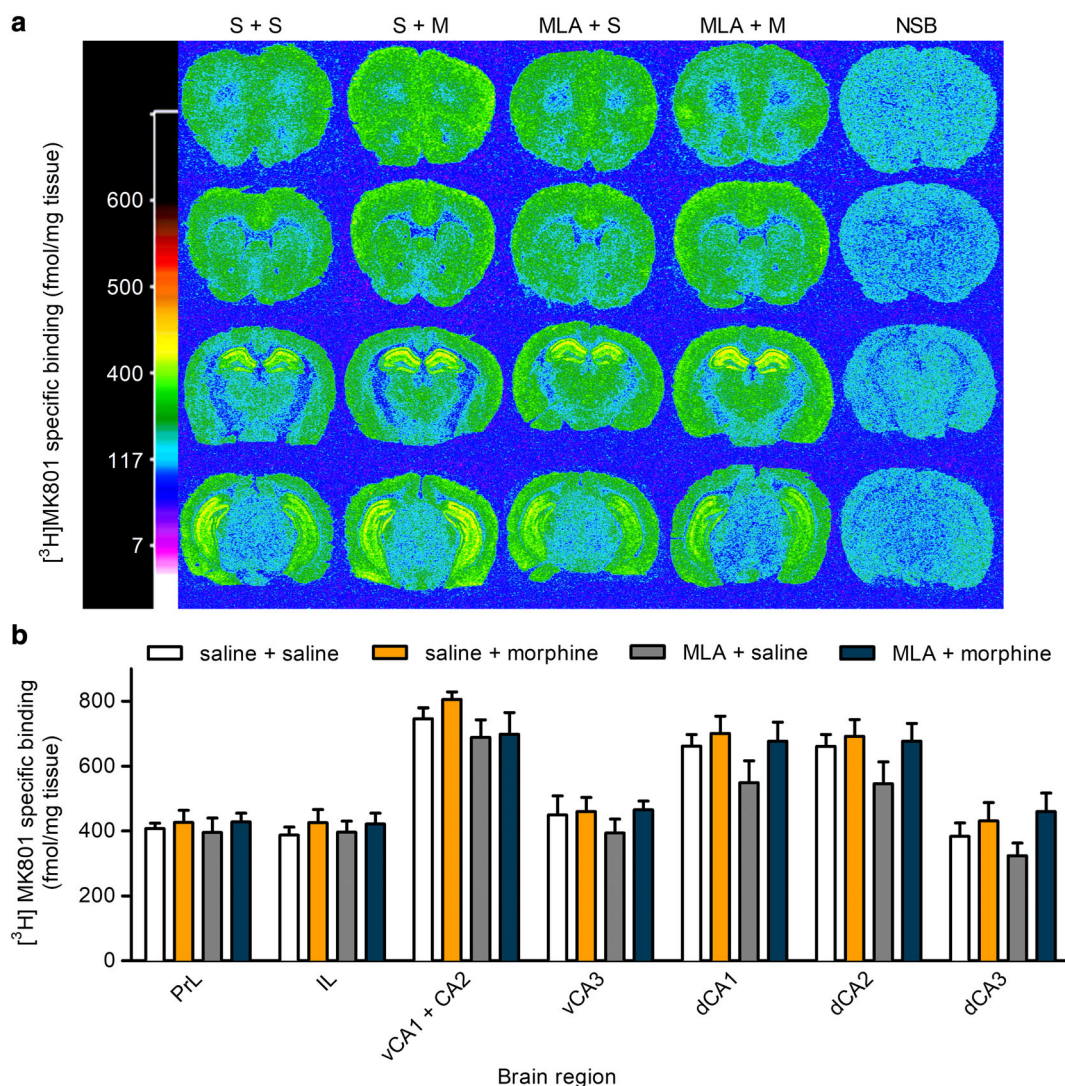 a
S + S
S + M
MLA + S
MLA + M
NSB
[³H]MK801 specific binding (fmol/mg tissue)
600
500
400
117
7
b
saline + saline
saline + morphine
MLA + saline
MLA + morphine
[³H] MK801 specific binding
(fmol/mg tissue)
800
600
400
200
0
PrL
IL
vCA1 + CA2
vCA3
dCA1
dCA2
dCA3
Brain region